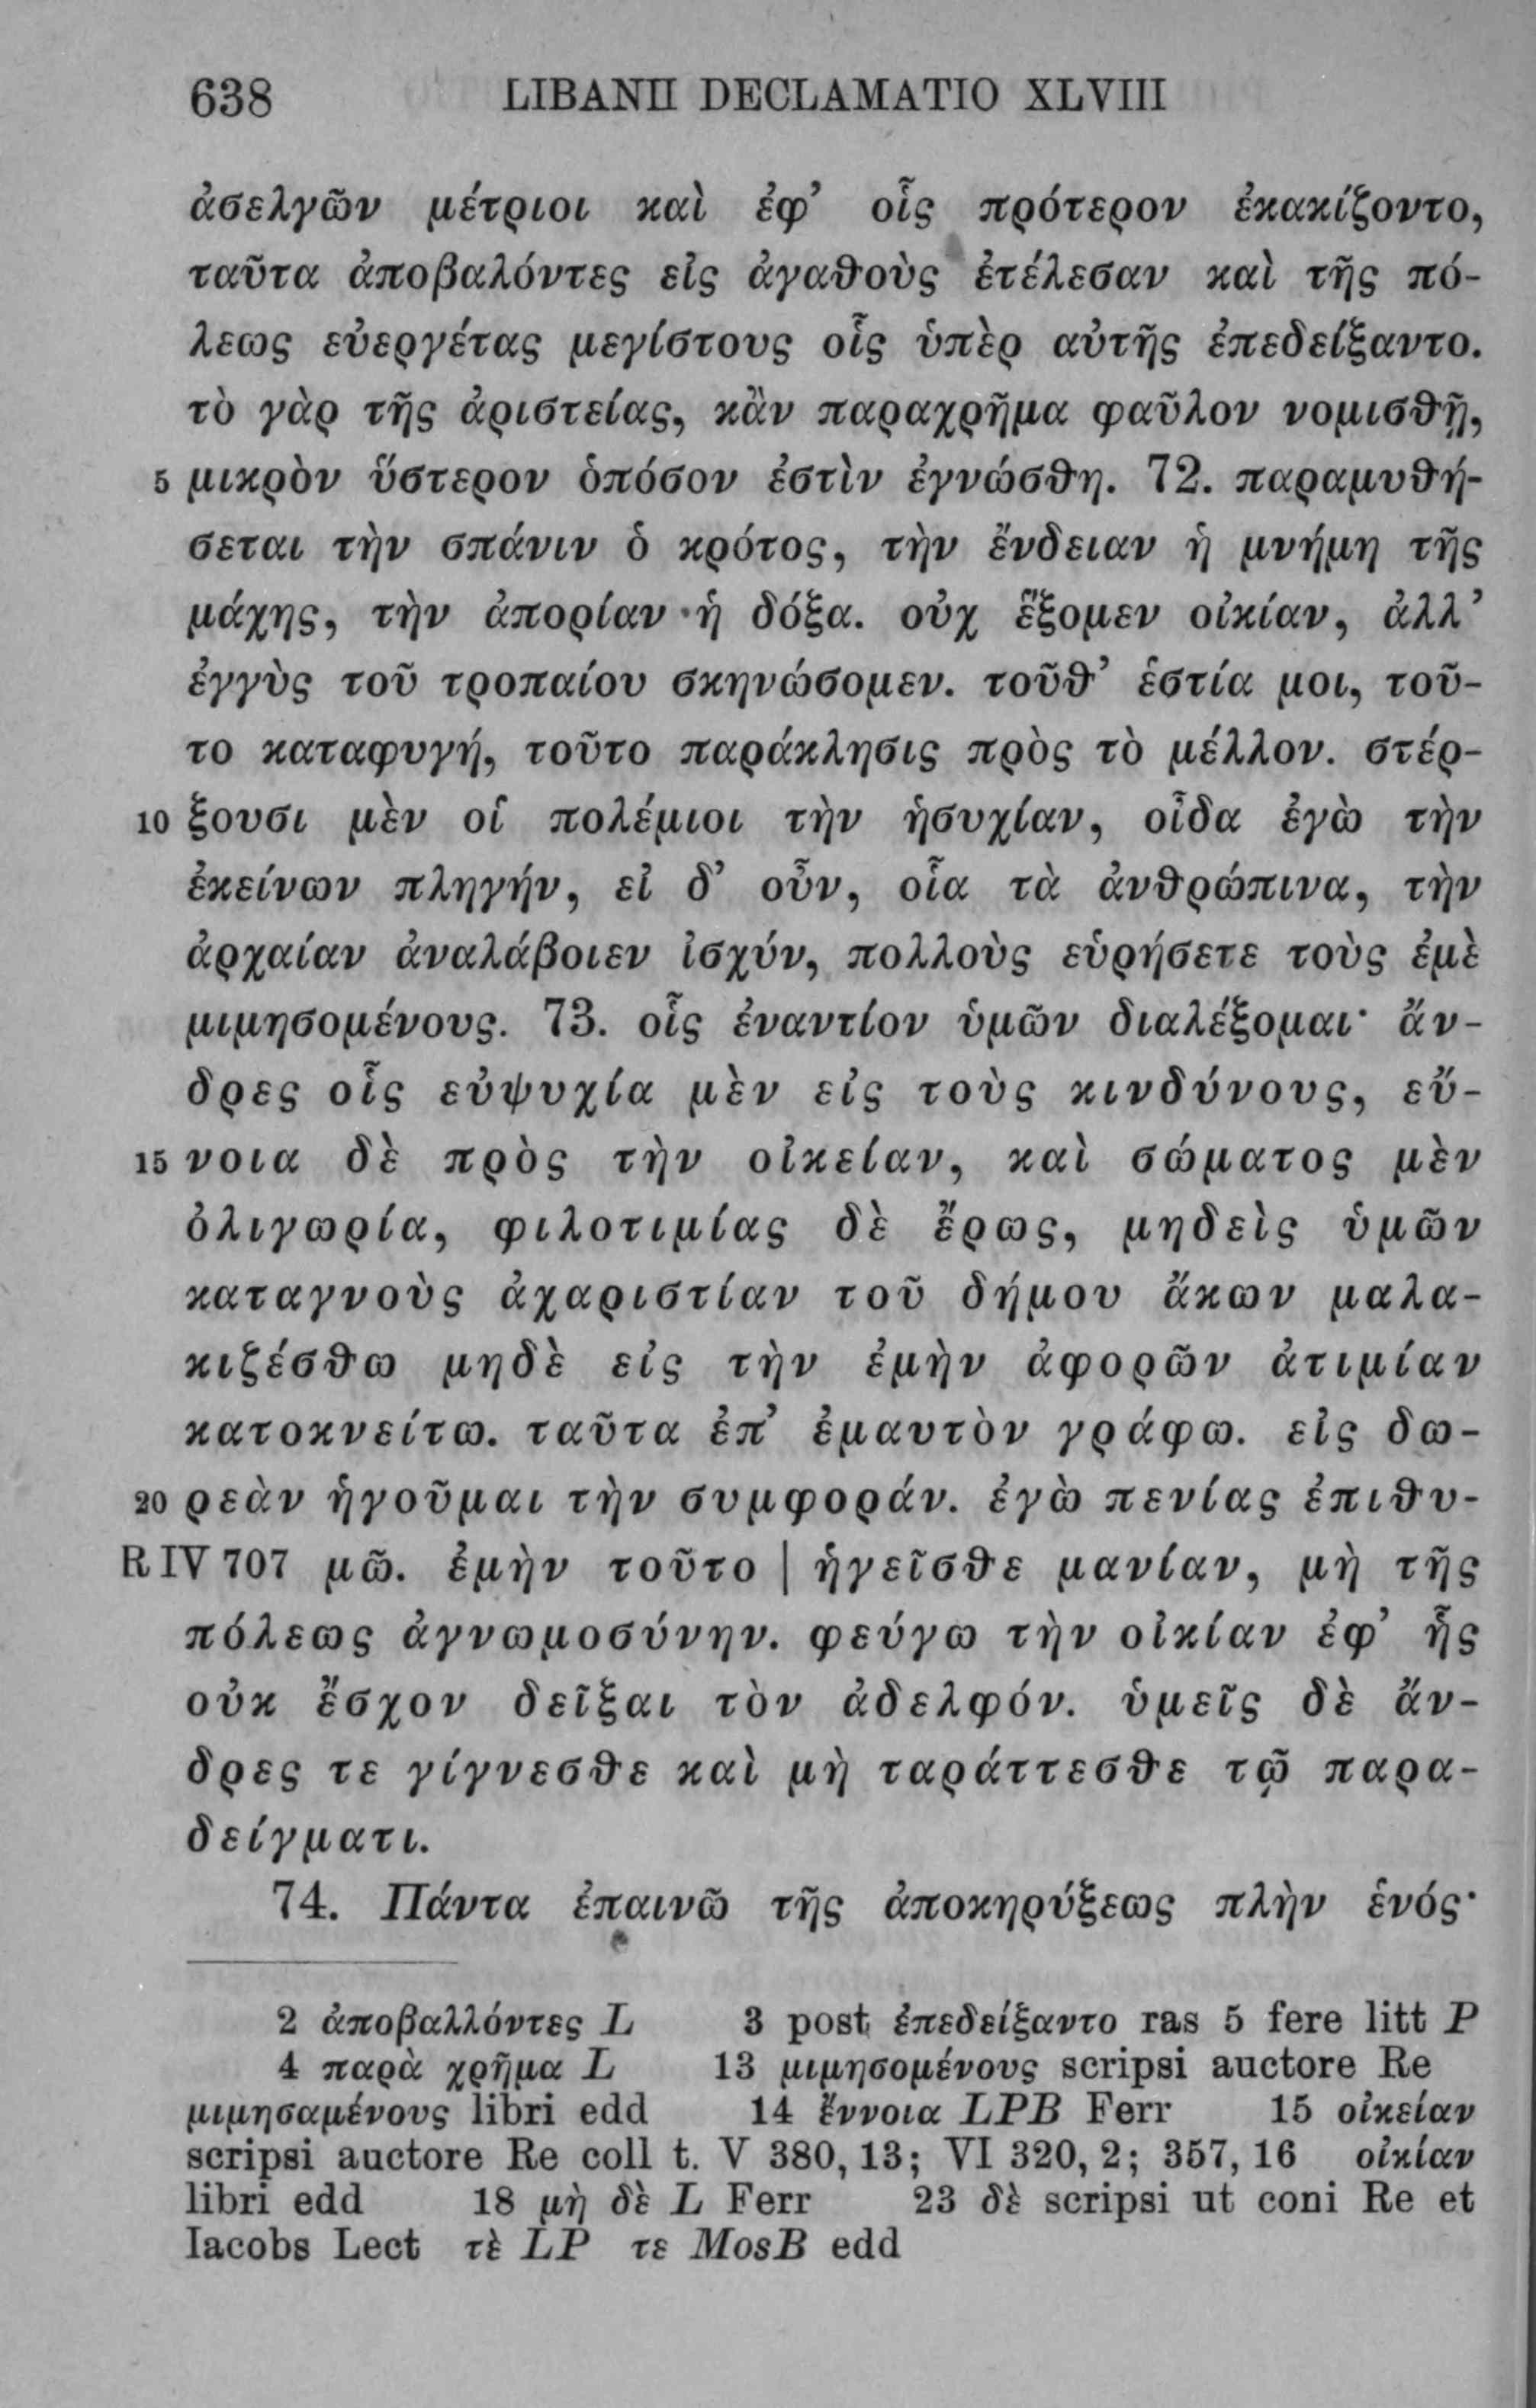 638 LIBANII DECLAMATIO XLVIII
ἀσελγῶν μέτριοι καὶ ἐφ’ οἷς πρότερον ἐκακίζοντο,
ταῦτα ἀποβαλόντες εἰς ἀγαθοὺς ἐτέλεσαν καὶ τῆς πό-
λεως εὐεργέτας μεγίστους οἷς ὑπὲρ αὐτῆς ἐπεδείξαντο.
τὸ γὰρ τῆς ἀριστείας, κἂν παραχρῆμα φαῦλον νομισθῇ,
5 μικρὸν ὕστερον ὁπόσον ἐστὶν ἐγνώσθη. 72. παραμυθή-
σεται τὴν σπάνιν ὁ κρότος, τὴν ἔνδειαν ἡ μνήμη τῆς
μάχης, τὴν ἀπορίαν ἡ δόξα. οὐχ ἕξομεν οἰκίαν, ἀλλ’
ἐγγὺς τοῦ τροπαίου σκηνώσομεν. τοῦθ’ ἑστία μοι, τοῦ-
το καταφυγή, τοῦτο παράκλησις πρὸς τὸ μέλλον. στέρ-
10 ξουσι μὲν οἱ πολέμιοι τὴν ἡσυχίαν, οἶδα ἐγὼ τὴν
ἐκείνων πληγήν, εἰ δ’ οὖν, οἷα τὰ ἀνθρώπινα, τὴν
ἀρχαίαν ἀναλάβοιεν ἰσχύν, πολλοὺς εὑρήσετε τοὺς ἐμὲ
μιμησομένους. 73. οἷς ἐναντίον ὑμῶν διαλέξομαι· ἄν-
δρες οἷς εὐψυχία μὲν εἰς τοὺς κινδύνους, εὔ-
15 νοια δὲ πρὸς τὴν οἰκείαν, καὶ σώματος μὲν
ὀλιγωρία, φιλοτιμίας δὲ ἔρως, μηδεὶς ὑμῶν
καταγνοὺς ἀχαριστίαν τοῦ δήμου ἄκων μαλα-
κιζέσθω μηδὲ εἰς τὴν ἐμὴν ἀφορῶν ἀτιμίαν
κατοκνείτω. ταῦτα ἐπ’ ἐμαυτὸν γράφω. εἰς δω-
20 ρεὰν ἡγοῦμαι τὴν συμφοράν. ἐγὼ πενίας ἐπιθυ-
R IV 707 μῶ. ἐμὴν τοῦτο | ἡγεῖσθε μανίαν, μὴ τῆς
πόλεως ἀγνωμοσύνην. φεύγω τὴν οἰκίαν ἐφ’ ἧς
οὐκ ἔσχον δεῖξαι τὸν ἀδελφόν. ὑμεῖς δὲ ἄν-
δρες τε γίγνεσθε καὶ μὴ ταράττεσθε τῷ παρα-
δείγματι.
74. Πάντα ἐπαινῶ τῆς ἀποκηρύξεως πλὴν ἑνός·
2 ἀποβαλλόντες L 3 post ἐπεδείξαντο ras 5 fere litt P
4 παρὰ χρῆμα L 13 μιμησομένους scripsi auctore Re
μιμησαμένους libri edd 14 ἔννοια LPB Ferr 15 οἰκείαν
scripsi auctore Re coll t. V 380, 13; VI 320, 2; 357, 16 οἰκίαν
libri edd 18 μὴ δὲ L Ferr 23 δὲ scripsi ut coni Re et
Iacobs Lect τὲ LP τε MosB edd